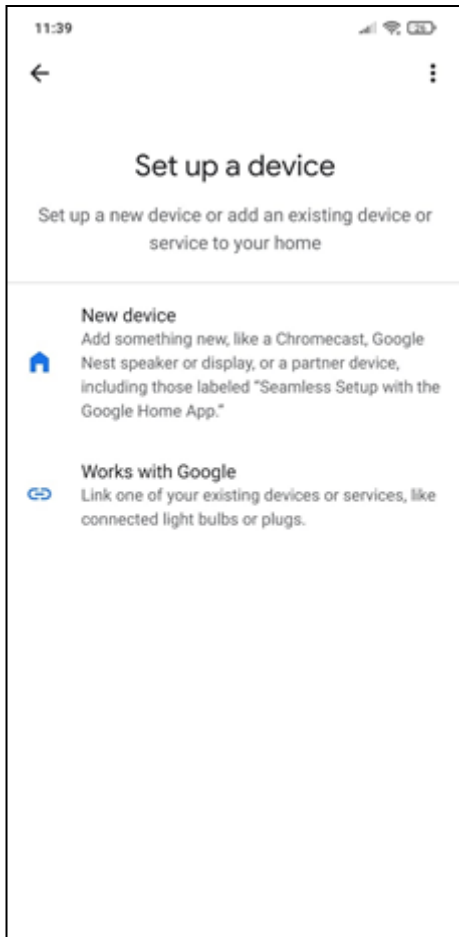 11:39
26
Set up a device
Set up a new device or add an existing device or
service to your home
New device
Add something new, like a Chromecast, Google
Nest speaker or display, or a partner device,
including those labeled “Seamless Setup with the
Google Home App.”
Works with Google
Link one of your existing devices or services, like
connected light bulbs or plugs.